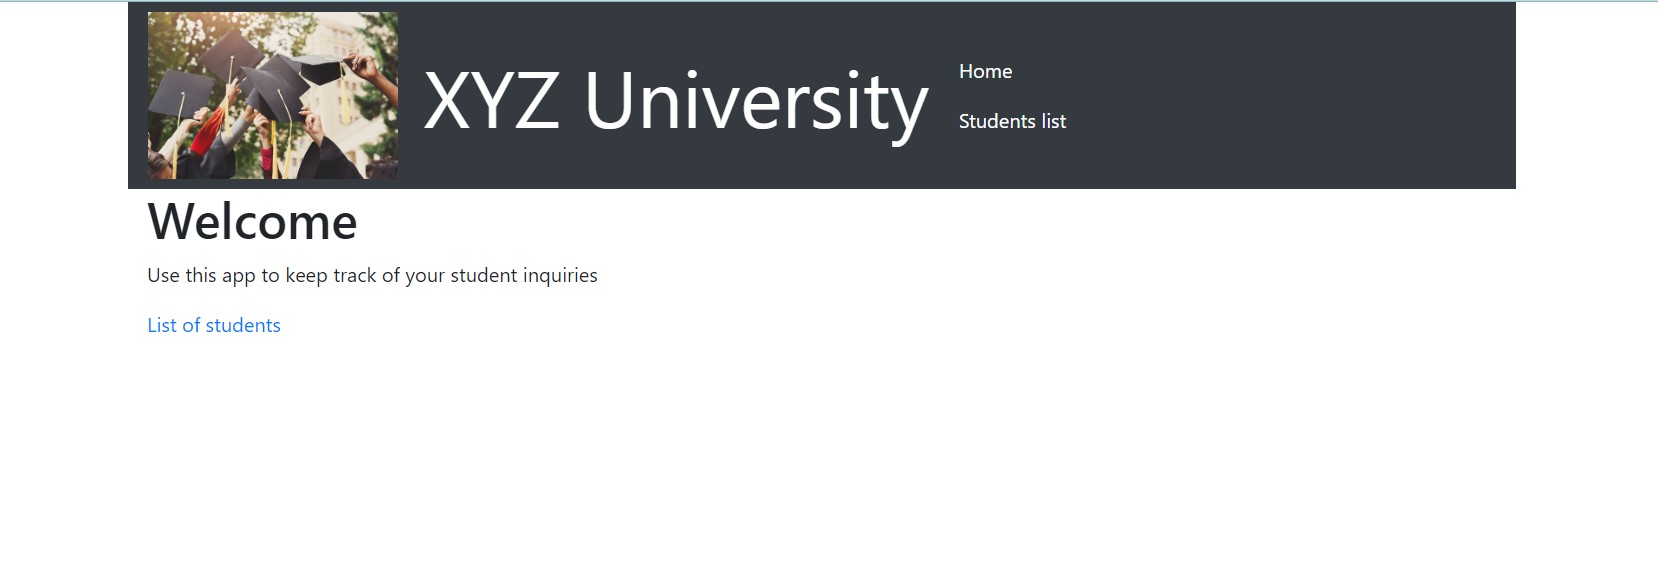 XYZ University
Home
Students list
Welcome
Use this app to keep track of your student inquiries
List of students